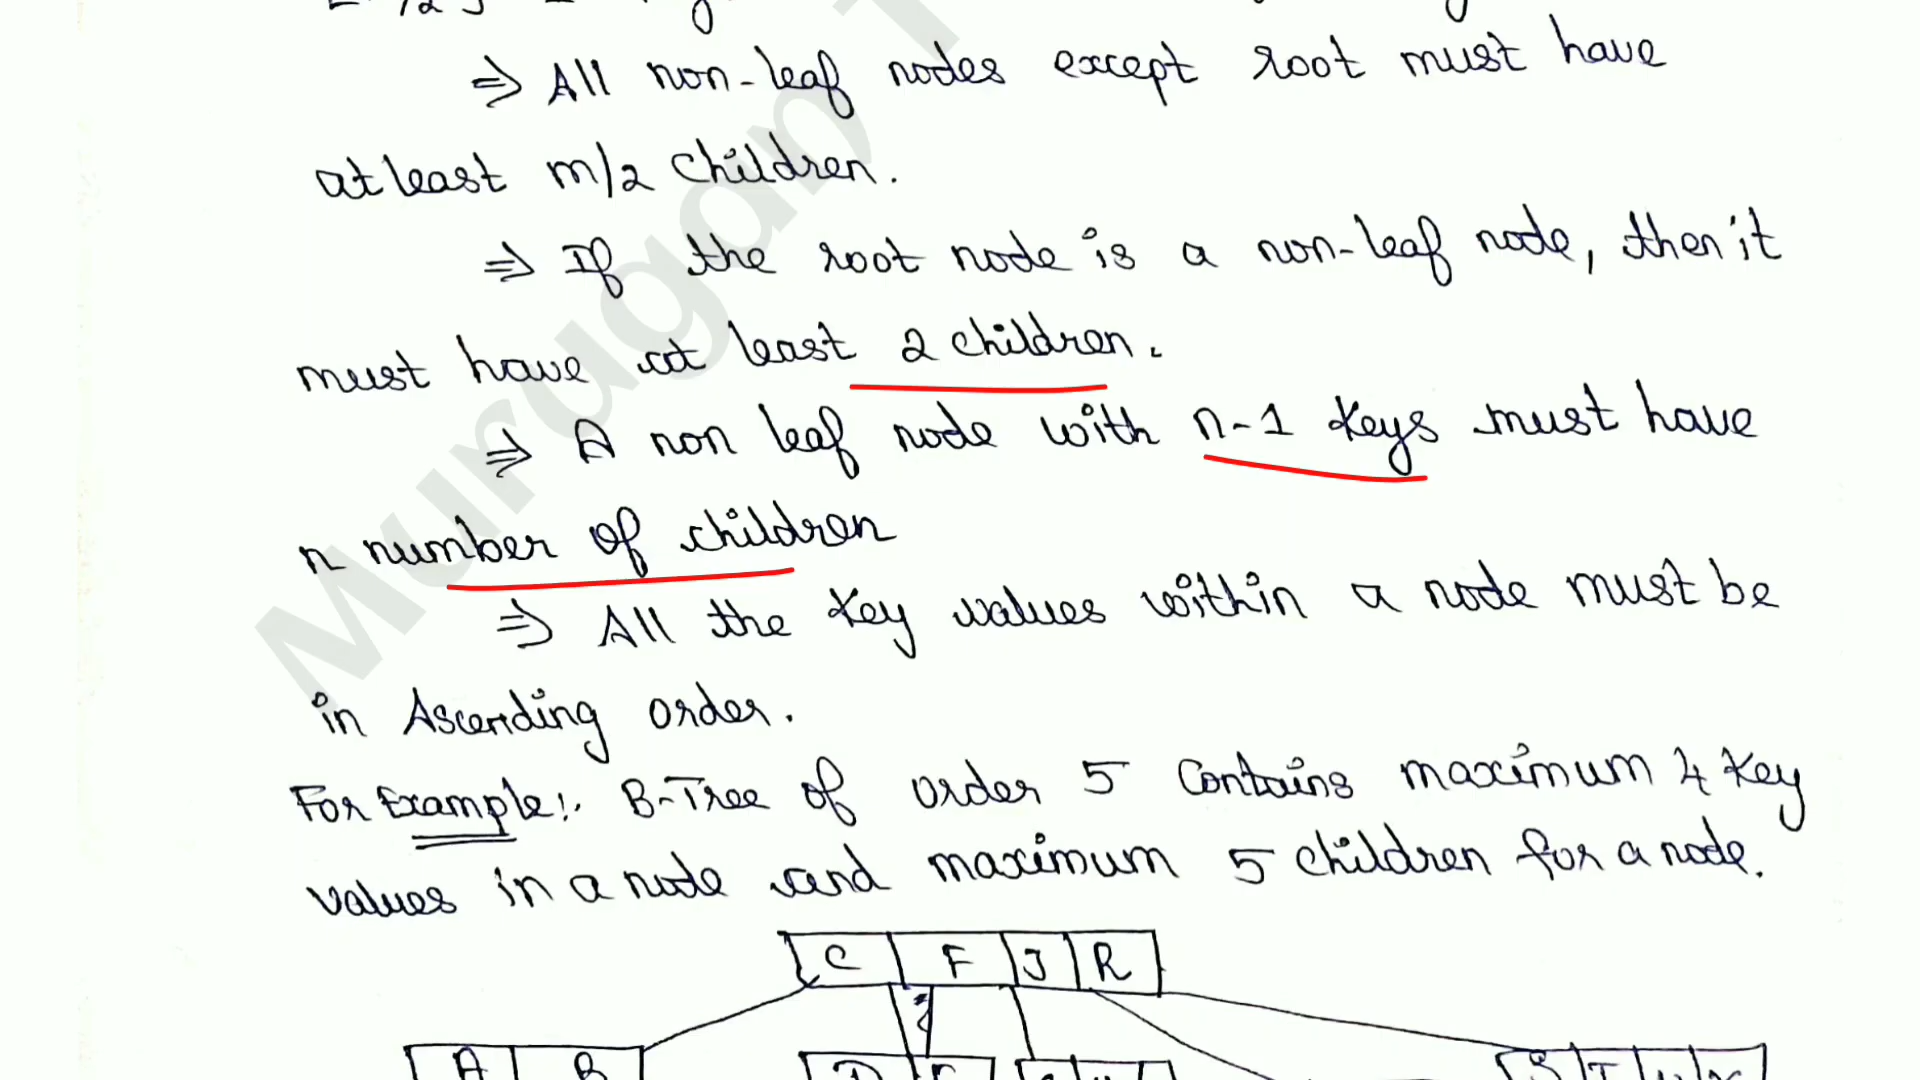 ⇒ All non-leaf nodes except root must have
atleast m/2 children.
⇒ If the root node is a non-leaf node, then it
must have at least 2 children.
⇒ A non leaf node with n-1 keys must have
n number of children
⇒ All the key values within a node must be
in Ascending order.
For Example:. B-Tree of order 5 contains maximum 4 key
values in a node and maximum 5 children for a node.
C F J R
A B
Murugan